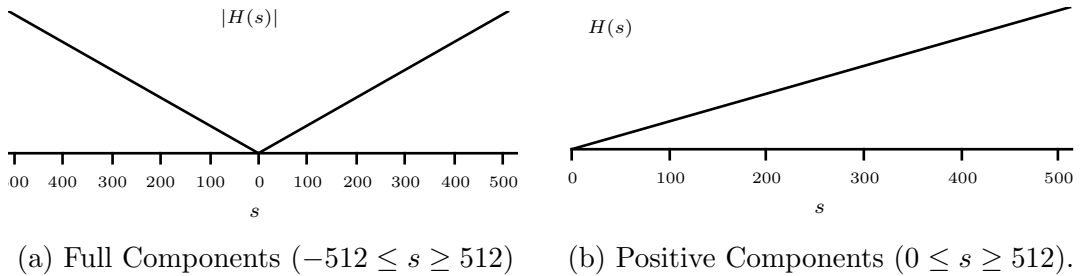 |H(s)|
:00 400 300 200 100 0 100 200 300 400 500
s
(a) Full Components (−512 ≤ s ≥ 512)
H(s)
0 100 200 300 400 500
s
(b) Positive Components (0 ≤ s ≥ 512).